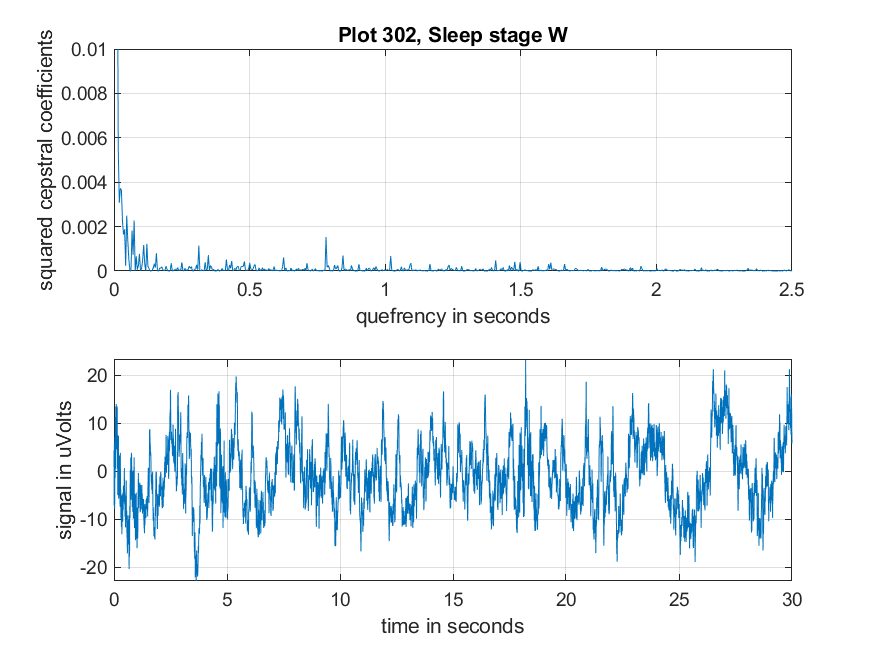 Plot 302, Sleep stage W
squared cepstral coefficients
0.01
0.008
0.006
0.004
0.002
0
0 0.5 1 1.5 2 2.5
quefrency in seconds
signal in uVolts
20
10
0
-10
-20
0 5 10 15 20 25 30
time in seconds